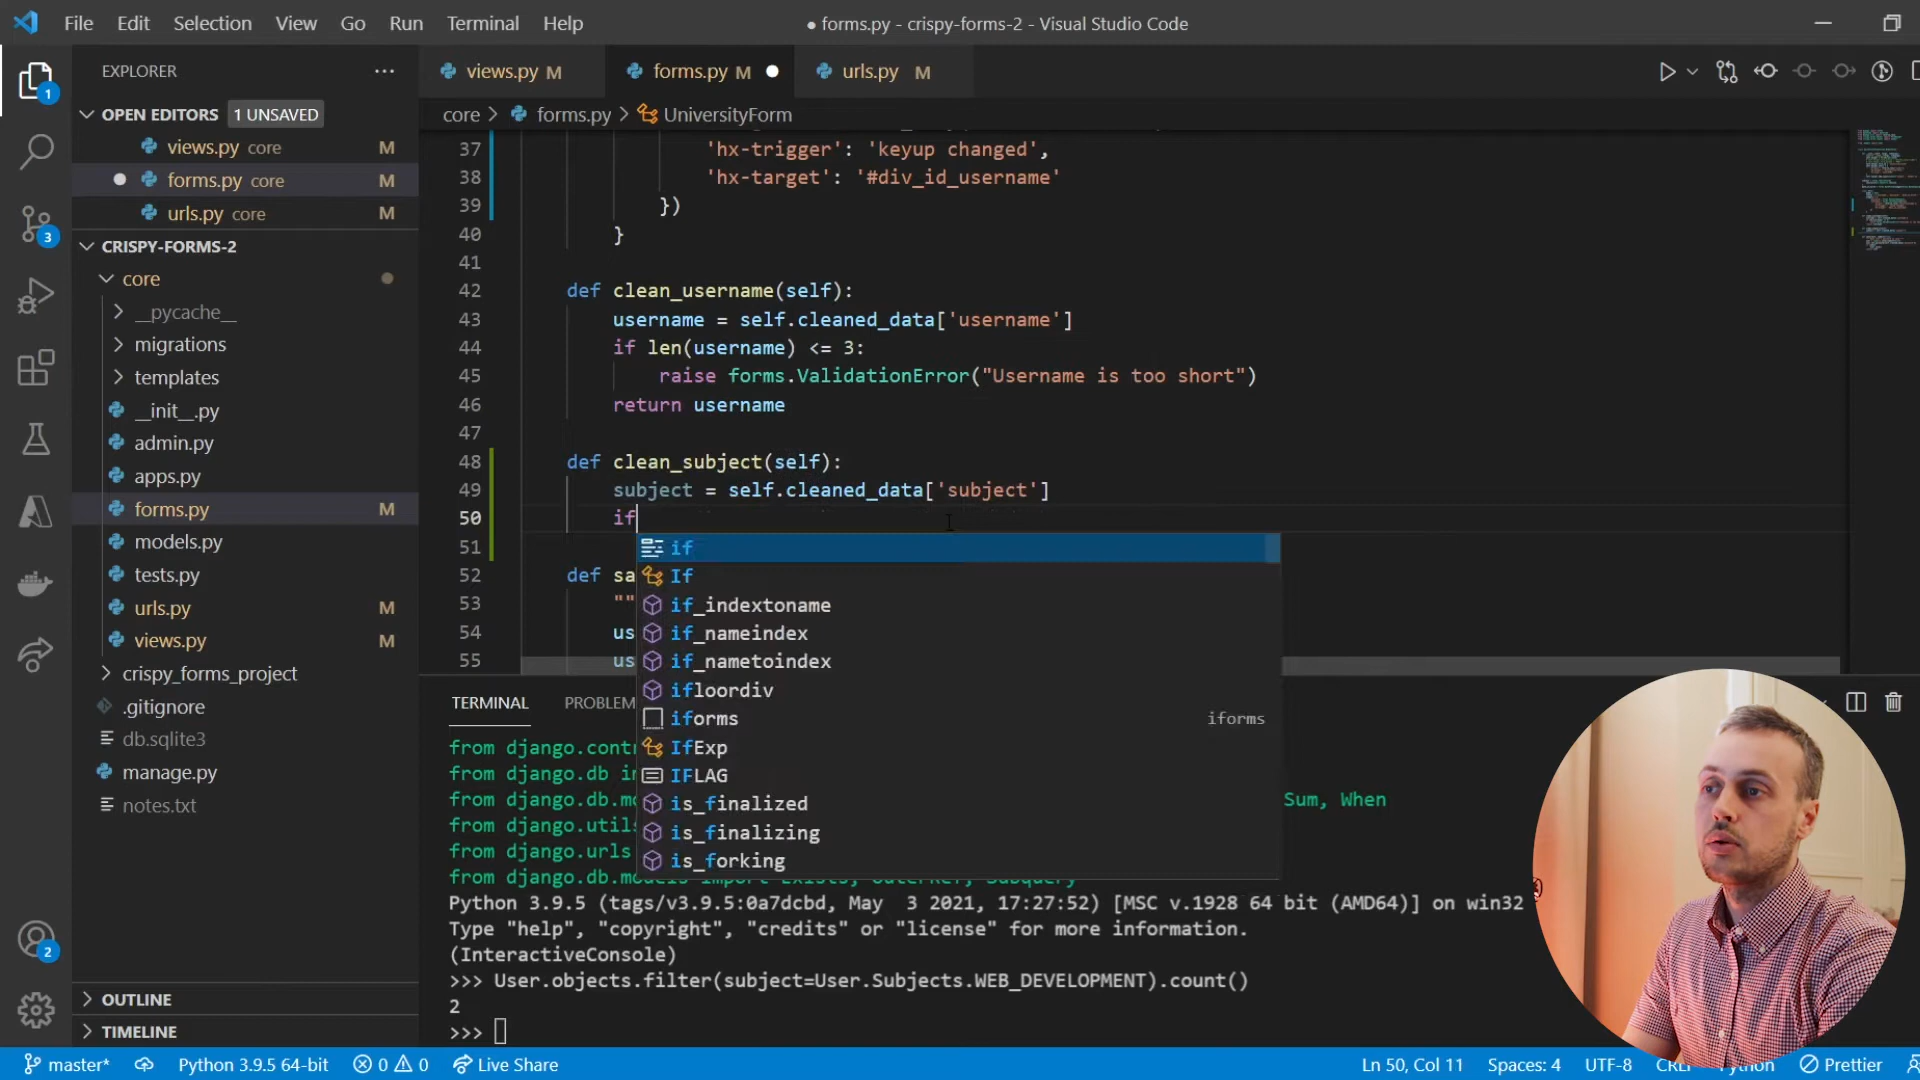 File Edit Selection View Go Run Terminal Help
● forms.py - crispy-forms-2 - Visual Studio Code
EXPLORER ···
OPEN EDITORS 1 UNSAVED
views.py core M
forms.py core M
urls.py core M
CRISPY-FORMS-2
core
__pycache__
migrations
templates
__init__.py
admin.py
apps.py
forms.py M
models.py
tests.py
urls.py M
views.py M
crispy_forms_project
.gitignore
db.sqlite3
manage.py
notes.txt
OUTLINE
TIMELINE
1
3
2
views.py M forms.py M urls.py M
core > forms.py > UniversityForm
37 'hx-trigger': 'keyup changed',
38 'hx-target': '#div_id_username'
39 })
40 }
41
42 def clean_username(self):
43 username = self.cleaned_data['username']
44 if len(username) <= 3:
45 raise forms.ValidationError("Username is too short")
46 return username
47
48 def clean_subject(self):
49 subject = self.cleaned_data['subject']
50 if
51
52 def sa
53 ""
54 us
55 us
if
If
if_indextoname
if_nameindex
if_nametoindex
ifloordiv
iforms iforms
IfExp
IFLAG
is_finalized
is_finalizing
is_forking
TERMINAL PROBLEM
from django.contr
from django.db im
from django.db.mo Sum, When
from django.utils
from django.urls
from django.db.models import Exists, OuterRef, Subquery
Python 3.9.5 (tags/v3.9.5:0a7dcbd, May 3 2021, 17:27:52) [MSC v.1928 64 bit (AMD64)] on win32
Type "help", "copyright", "credits" or "license" for more information.
(InteractiveConsole)
>>> User.objects.filter(subject=User.Subjects.WEB_DEVELOPMENT).count()
2
>>>
master* Python 3.9.5 64-bit 0 0 Live Share Ln 50, Col 11 Spaces: 4 UTF-8 CRLF Python Prettier